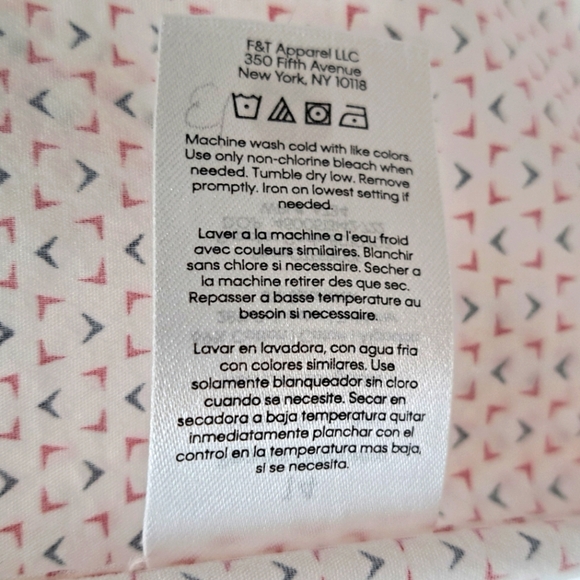 F&T Apparel LLC
350 Fifth Avenue
New York, NY 10118
Machine wash cold with like colors.
Use only non-chlorine bleach when
needed. Tumble dry low. Remove
promptly. Iron on lowest setting if
needed.
Laver a la machine a l'eau froid
avec couleurs similaires. Blanchir
sans chlore si necessaire. Secher a
la machine retirer des que sec.
Repasser a basse temperature au
besoin si necessaire.
Lavar en lavadora, con agua fria
con colores similares. Use
solamente blanqueador sin cloro
cuando se necesite. Secar en
secadora a baja temperatura quitar
inmediatamente planchar con el
control en la temperatura mas baja,
si se necesita.